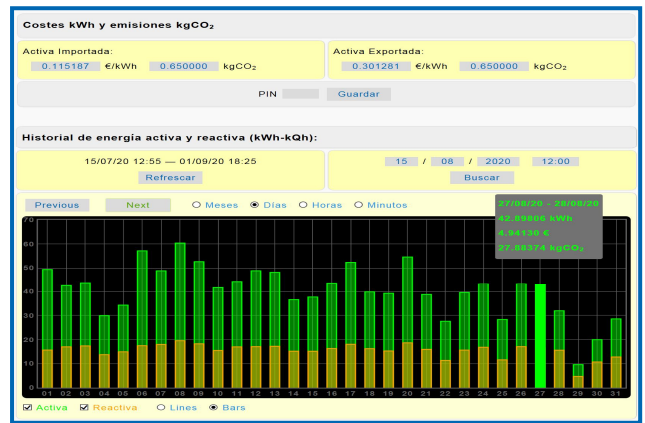 Costes kWh y emisiones kgCO₂
Activa Importada:
0.115187 €/kWh 0.650000 kgCO₂
Activa Exportada:
0.301281 €/kWh 0.650000 kgCO₂
PIN Guardar
Historial de energía activa y reactiva (kWh-kQh):
15/07/20 12:55 — 01/09/20 18:25
Refrescar
15 / 08 / 2020 12:00
Buscar
Previous Next Meses Días Horas Minutos
27/08/20 - 28/08/20
42.89806 kWh
4.94130 €
27.88374 kgCO₂
70
60
50
40
30
20
10
0
01 02 03 04 05 06 07 08 09 10 11 12 13 14 15 16 17 18 19 20 21 22 23 24 25 26 27 28 29 30 31
Activa Reactiva Lines Bars